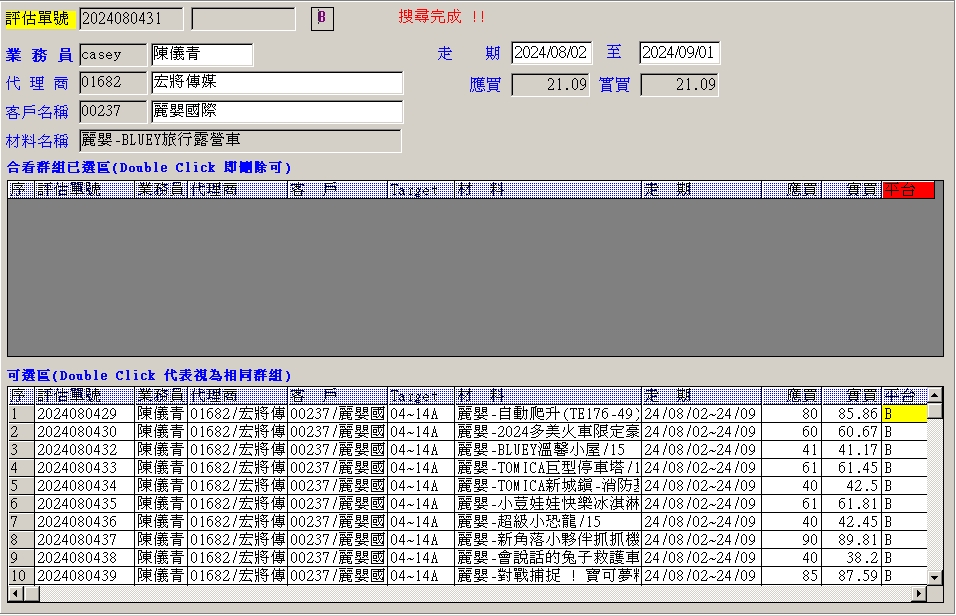 評估單號 2024080431 B 搜尋完成 !!
業務員 casey 陳儀青 走期 2024/08/02 至 2024/09/01
代理商 01682 宏將傳媒 應買 21.09 實買 21.09
客戶名稱 00237 麗嬰國際
材料名稱 麗嬰-BLUEY旅行露營車
合看群組已選區(Double Click 即刪除可)
序 評估單號 業務員 代理商 客 戶 Target 材 料 走 期 應買 實買 平台
可選區(Double Click 代表視為相同群組)
序 評估單號 業務員 代理商 客 戶 Target 材 料 走 期 應買 實買 平台
1 2024080429 陳儀青 01682/宏將傳 00237/麗嬰國 04~14A 麗嬰-自動爬升(TE176-49) 24/08/02~24/09 80 85.86 B
2 2024080430 陳儀青 01682/宏將傳 00237/麗嬰國 04~14A 麗嬰-2024多美火車限定豪 24/08/02~24/09 60 60.67 B
3 2024080432 陳儀青 01682/宏將傳 00237/麗嬰國 04~14A 麗嬰-BLUEY溫馨小屋/15 24/08/02~24/09 41 41.17 B
4 2024080433 陳儀青 01682/宏將傳 00237/麗嬰國 04~14A 麗嬰-TOMICA巨型停車塔/1 24/08/02~24/09 61 61.45 B
5 2024080434 陳儀青 01682/宏將傳 00237/麗嬰國 04~14A 麗嬰-TOMICA新城鎮-消防 24/08/02~24/09 40 42.5 B
6 2024080435 陳儀青 01682/宏將傳 00237/麗嬰國 04~14A 麗嬰-小荳娃娃快樂冰淇淋 24/08/02~24/09 61 61.81 B
7 2024080436 陳儀青 01682/宏將傳 00237/麗嬰國 04~14A 麗嬰-超級小恐龍/15 24/08/02~24/09 40 42.45 B
8 2024080437 陳儀青 01682/宏將傳 00237/麗嬰國 04~14A 麗嬰-新角落小夥伴抓抓機 24/08/02~24/09 90 89.81 B
9 2024080438 陳儀青 01682/宏將傳 00237/麗嬰國 04~14A 麗嬰-會說話的兔子救護車 24/08/02~24/09 40 38.2 B
10 2024080439 陳儀青 01682/宏將傳 00237/麗嬰國 04~14A 麗嬰-對戰捕捉 ! 寶可夢 24/08/02~24/09 85 87.59 B